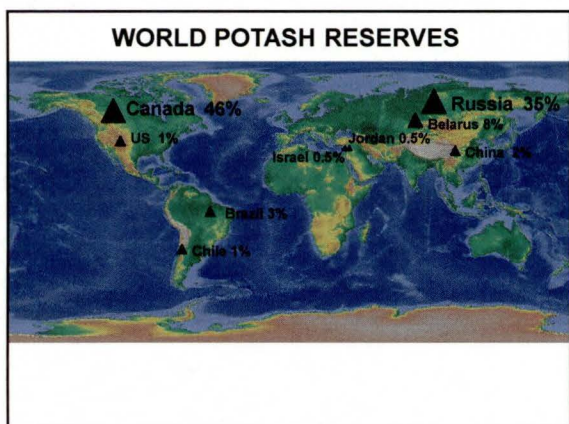 WORLD POTASH RESERVES
Canada 46%
Russia 35%
Belarus 8%
US 1%
Jordan 0.5%
Israel 0.5%
China
Brazil 3%
Chile 1%